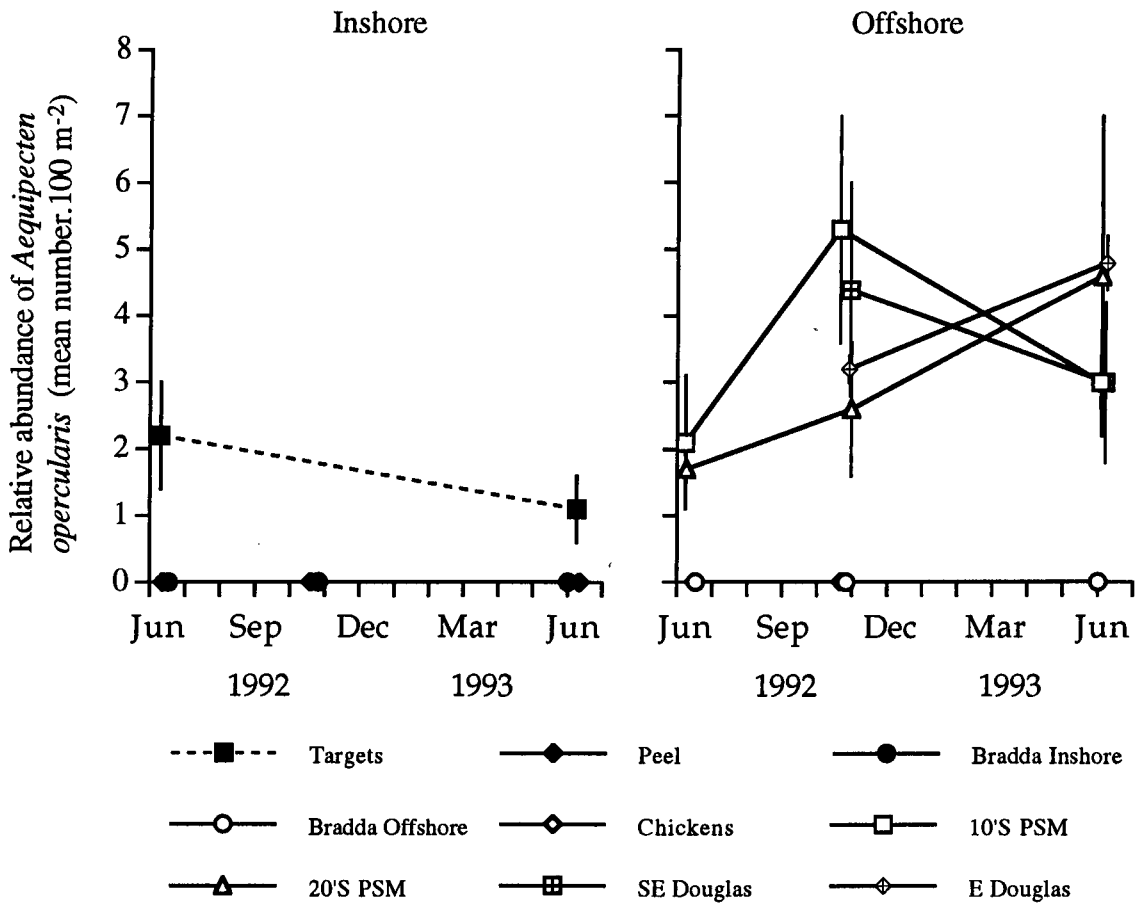 Inshore
Offshore
Relative abundance of Aequipecten
opercularis (mean number.100 m-2)
8
7
6
5
4
3
2
1
0
Jun Sep Dec Mar Jun
1992 1993
Jun Sep Dec Mar Jun
1992 1993
Targets Peel Bradda Inshore
Bradda Offshore Chickens 10'S PSM
20'S PSM SE Douglas E Douglas